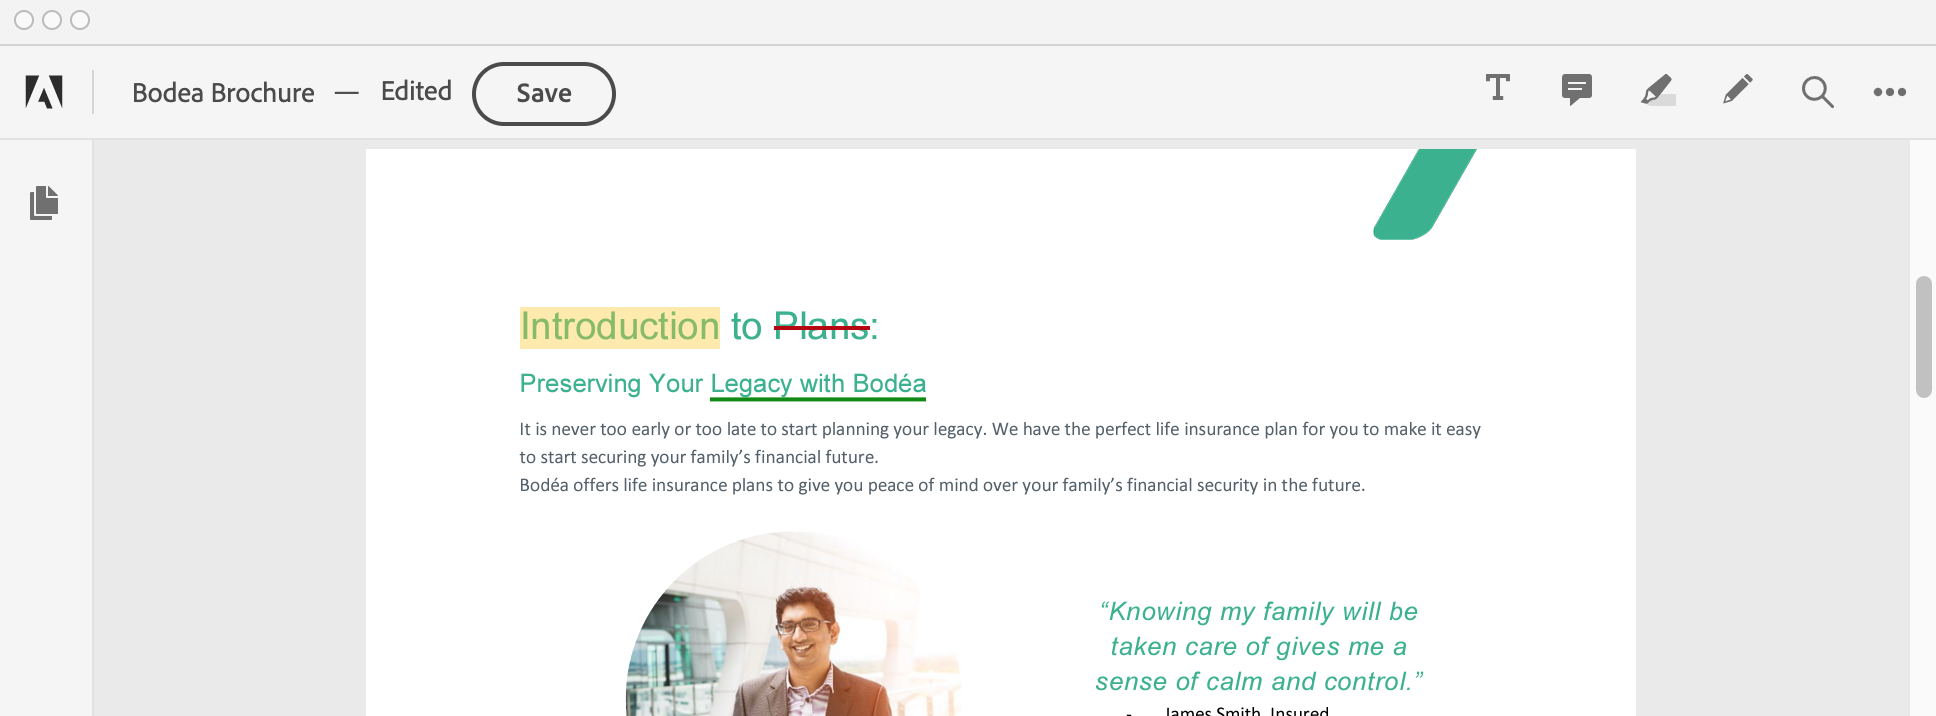 Bodea Brochure — Edited Save
Introduction to Plans:
Preserving Your Legacy with Bodéa
It is never too early or too late to start planning your legacy. We have the perfect life insurance plan for you to make it easy
to start securing your family’s financial future.
Bodéa offers life insurance plans to give you peace of mind over your family’s financial security in the future.
“Knowing my family will be
taken care of gives me a
sense of calm and control.”
- James Smith, Insured